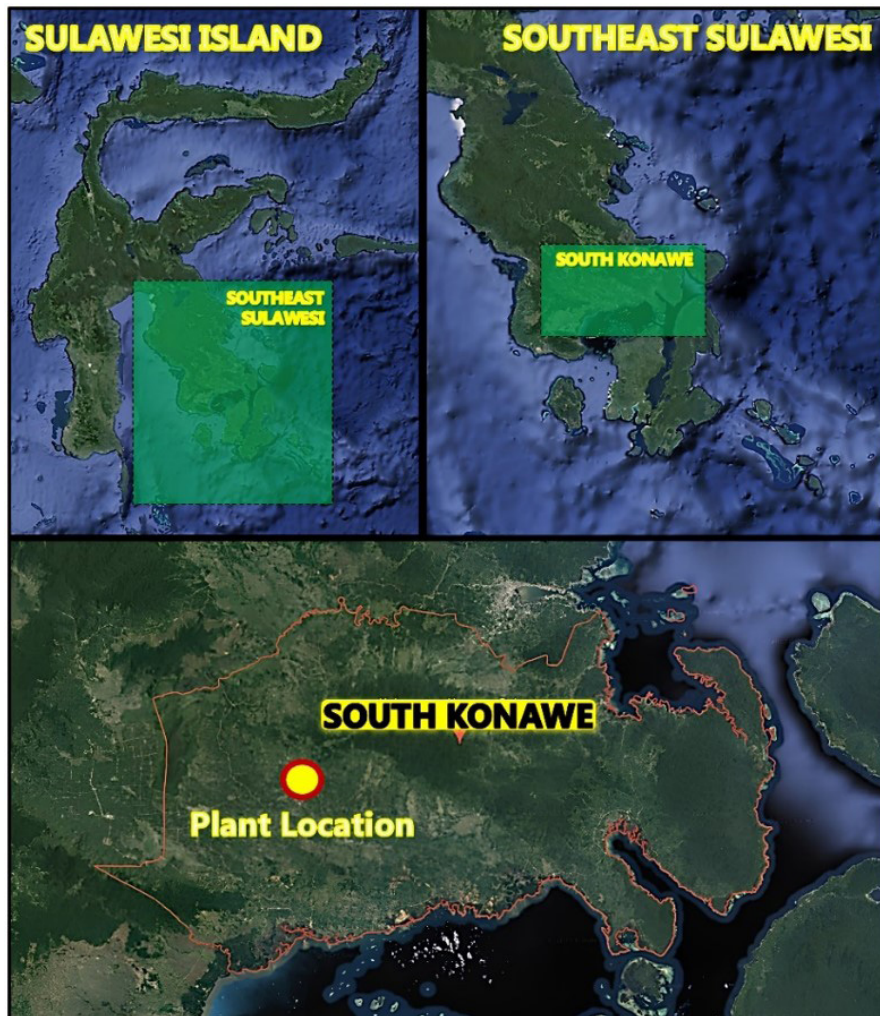 SULAWESI ISLAND
SOUTHEAST SULAWESI
SOUTHEAST
SULAWESI
SOUTH KONAWE
SOUTH KONAWE
Plant Location